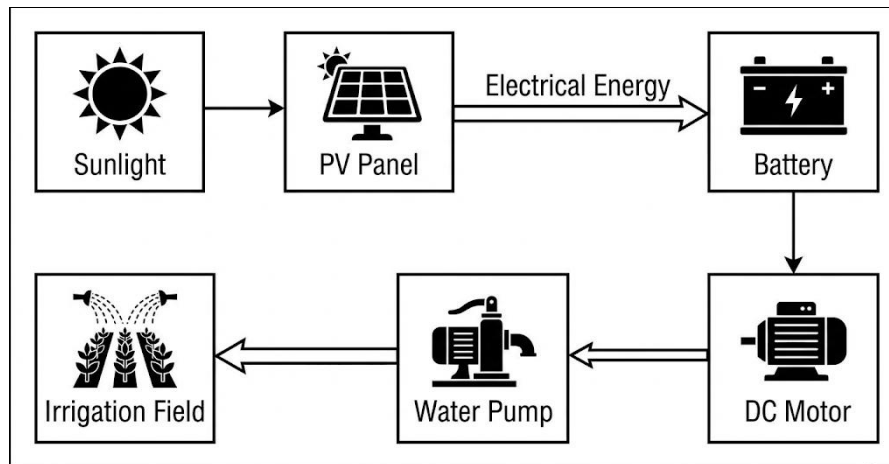 Sunlight
PV Panel
Electrical Energy
Battery
Irrigation Field
Water Pump
DC Motor